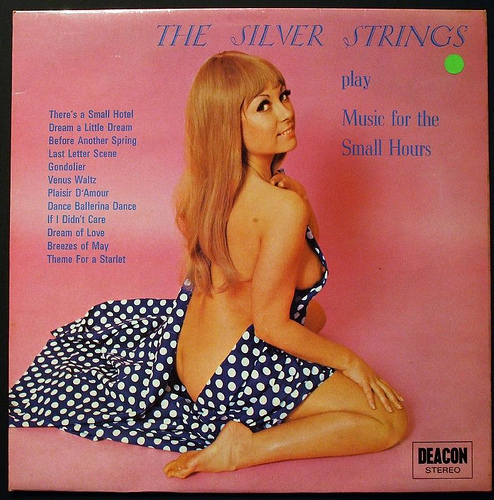 THE SILVER STRINGS
play
Music for the
Small Hours
There's a Small Hotel
Dream a Little Dream
Before Another Spring
Last Letter Scene
Gondolier
Venus Waltz
Plaisir D'Amour
Dance Ballerina Dance
If I Didn't Care
Dream of Love
Breezes of May
Theme For a Starlet
DEACON
STEREO